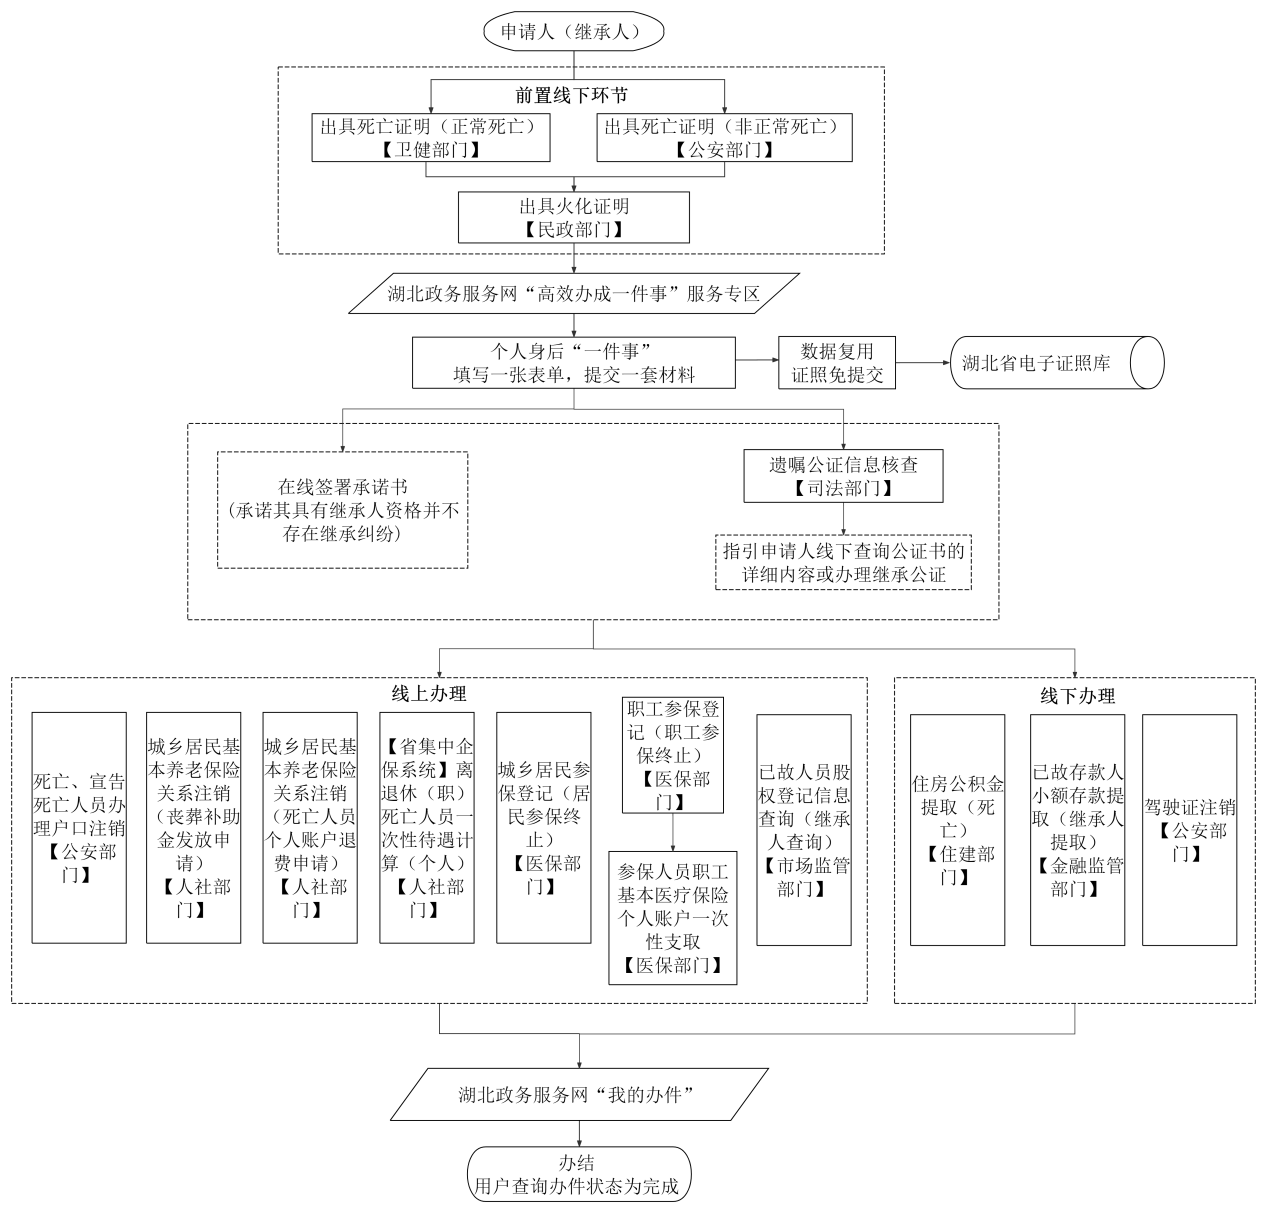 申请人（继承人）
前置线下环节
出具死亡证明（正常死亡）
【卫健部门】
出具死亡证明（非正常死亡）
【公安部门】
出具火化证明
【民政部门】
湖北政务服务网“高效办成一件事”服务专区
个人身后“一件事”
填写一张表单，提交一套材料
数据复用
证照免提交
湖北省电子证照库
在线签署承诺书
(承诺其具有继承人资格并不
存在继承纠纷)
遗嘱公证信息核查
【司法部门】
指引申请人线下查询公证书的
详细内容或办理继承公证
线上办理
死亡、宣告
死亡人员办
理户口注销
【公安部
门】
城乡居民基
本养老保险
关系注销
（丧葬补助
金发放申
请）
【人社部
门】
城乡居民基
本养老保险
关系注销
（死亡人员
个人账户退
费申请）
【人社部
门】
【省集中企
保系统】离
退休（职）
死亡人员一
次性待遇计
算（个人）
【人社部
门】
城乡居民参
保登记（居
民参保终
止）
【医保部
门】
职工参保登
记（职工参
保终止）
【医保部
门】
参保人员职工
基本医疗保险
个人账户一次
性支取
【医保部门】
已故人员股
权登记信息
查询（继承
人查询）
【市场监管
部门】
线下办理
住房公积金
提取（死
亡）
【住建部
门】
已故存款人
小额存款提
取（继承人
提取）
【金融监管
部门】
驾驶证注销
【公安部
门】
湖北政务服务网“我的办件”
办结
用户查询办件状态为完成